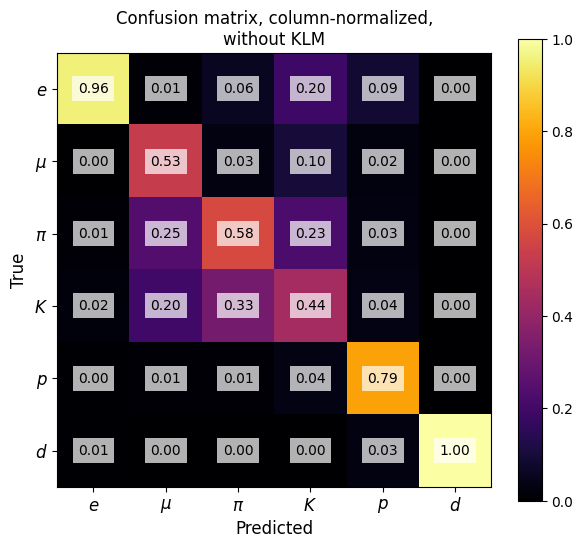 Confusion matrix, column-normalized,
without KLM
e 0.96 0.01 0.06 0.20 0.09 0.00
μ 0.00 0.53 0.03 0.10 0.02 0.00
π 0.01 0.25 0.58 0.23 0.03 0.00
K 0.02 0.20 0.33 0.44 0.04 0.00
p 0.00 0.01 0.01 0.04 0.79 0.00
d 0.01 0.00 0.00 0.00 0.03 1.00
e μ π K p d
Predicted
True
1.0
0.8
0.6
0.4
0.2
0.0